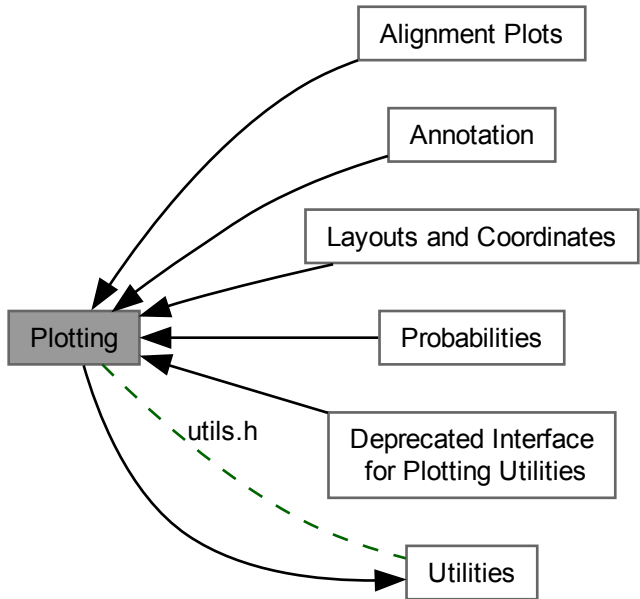 Alignment Plots
Annotation
Layouts and Coordinates
Plotting
Probabilities
utils.h
Deprecated Interface
for Plotting Utilities
Utilities